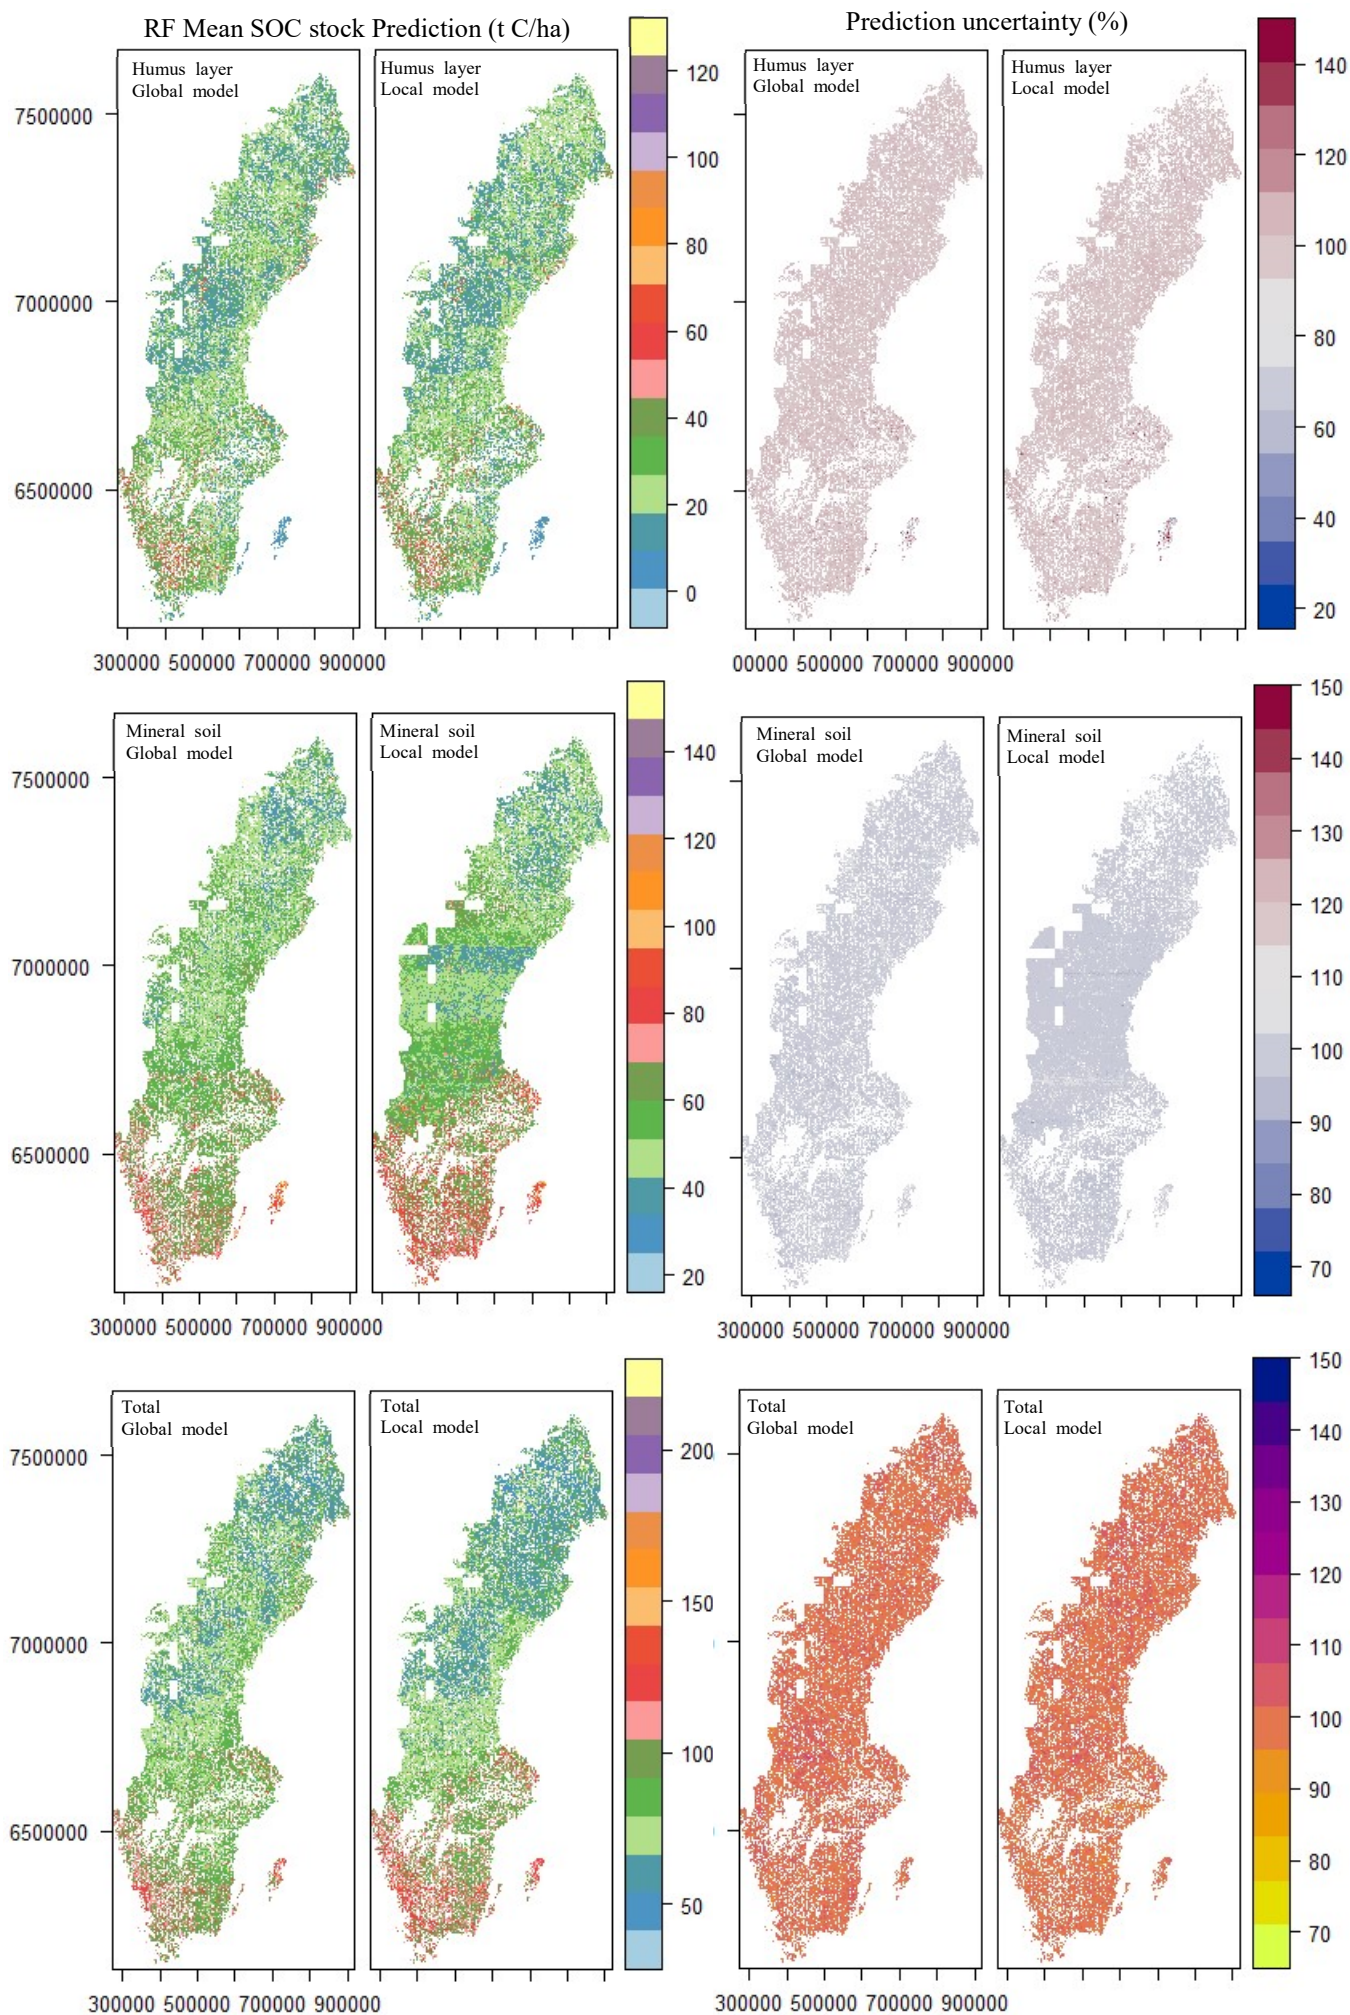 RF Mean SOC stock Prediction (t C/ha)
Prediction uncertainty (%)
Humus layer
Global model
Humus layer
Local model
120
100
80
60
40
20
0
7500000
7000000
6500000
300000 500000 700000 900000
Humus layer
Global model
Humus layer
Local model
140
120
100
80
60
40
20
00000 500000 700000 900000
Mineral soil
Global model
Mineral soil
Local model
140
120
100
80
60
40
20
7500000
7000000
6500000
300000 500000 700000 900000
Mineral soil
Global model
Mineral soil
Local model
150
140
130
120
110
100
90
80
70
300000 500000 700000 900000
Total
Global model
Total
Local model
200
150
100
50
7500000
7000000
6500000
300000 500000 700000 900000
Total
Global model
Total
Local model
150
140
130
120
110
100
90
80
70
300000 500000 700000 900000